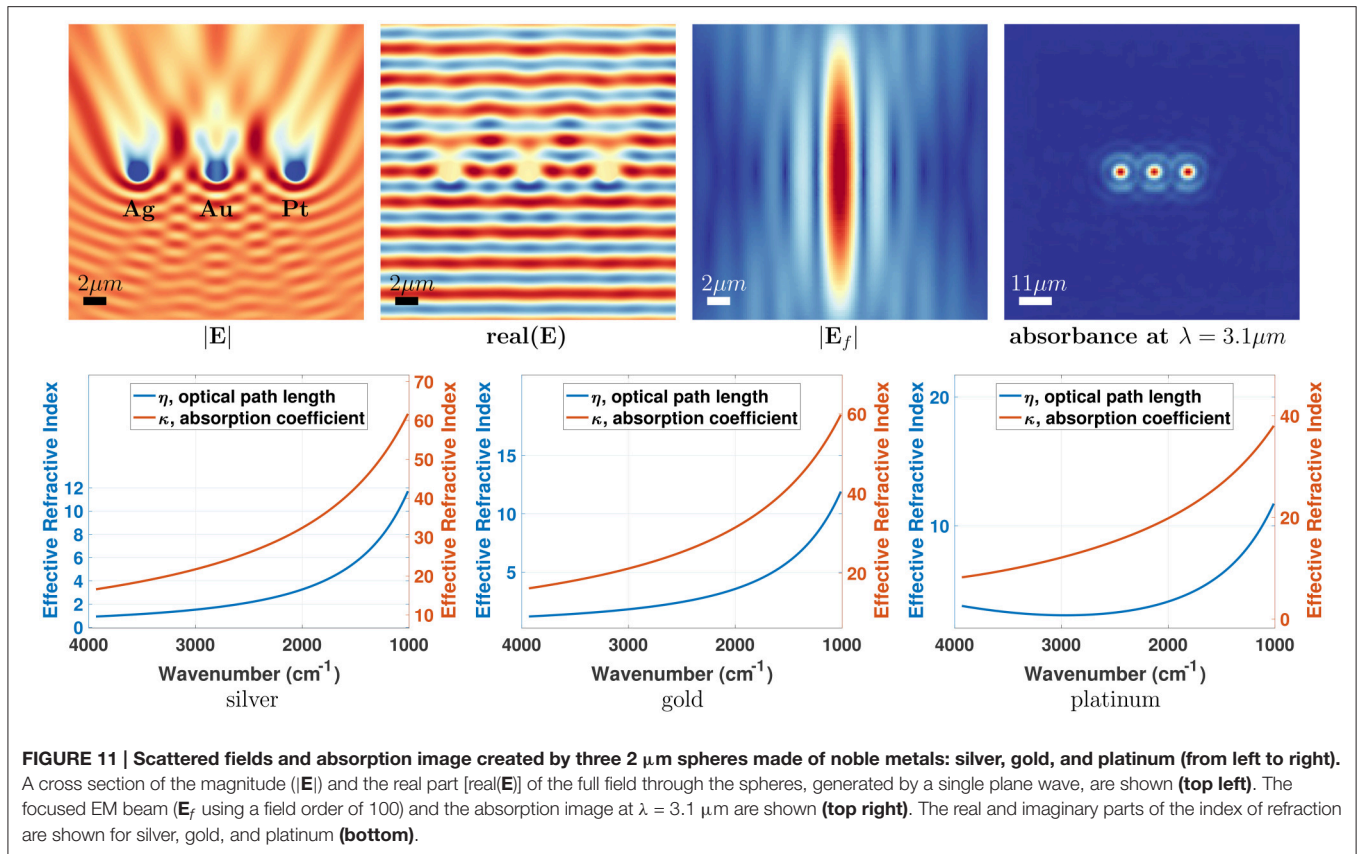 Ag Au Pt
2μm 2μm 2μm 11μm
|E| real(E) |E_f| absorbance at λ = 3.1μm
η, optical path length
κ, absorption coefficient
Effective Refractive Index
12
10
8
6
4
2
0
70
60
50
40
30
20
10
Effective Refractive Index
4000 3000 2000 1000
Wavenumber (cm⁻¹)
silver
η, optical path length
κ, absorption coefficient
Effective Refractive Index
15
10
5
60
40
20
Effective Refractive Index
4000 3000 2000 1000
Wavenumber (cm⁻¹)
gold
η, optical path length
κ, absorption coefficient
Effective Refractive Index
20
10
40
20
0
Effective Refractive Index
4000 3000 2000 1000
Wavenumber (cm⁻¹)
platinum
FIGURE 11 | Scattered fields and absorption image created by three 2 μm spheres made of noble metals: silver, gold, and platinum (from left to right).
A cross section of the magnitude (|E|) and the real part [real(E)] of the full field through the spheres, generated by a single plane wave, are shown (top left). The
focused EM beam (E_f using a field order of 100) and the absorption image at λ = 3.1 μm are shown (top right). The real and imaginary parts of the index of refraction
are shown for silver, gold, and platinum (bottom).